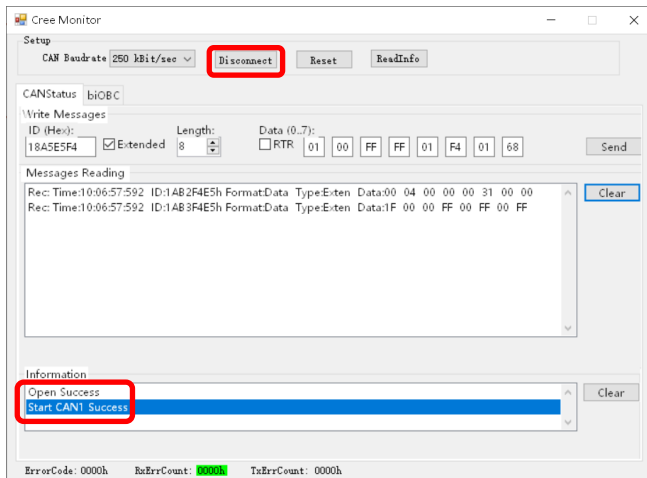 Cree Monitor
Setup
CAN Baudrate 250 kBit/sec Disconnect Reset ReadInfo
CANStatus biOBC
Write Messages
ID (Hex): Length: Data (0..7):
18A5E5F4 Extended 8 RTR 01 00 FF FF 01 F4 01 68 Send
Messages Reading
Rec: Time:10:06:57:592 ID:1AB2F4E5h Format:Data Type:Exten Data:00 04 00 00 00 31 00 00 Clear
Rec: Time:10:06:57:592 ID:1AB3F4E5h Format:Data Type:Exten Data:1F 00 00 FF 00 FF 00 FF
Information
Open Success Clear
Start CAN1 Success
ErrorCode: 0000h RxErrCount: 0000h TxErrCount: 0000h